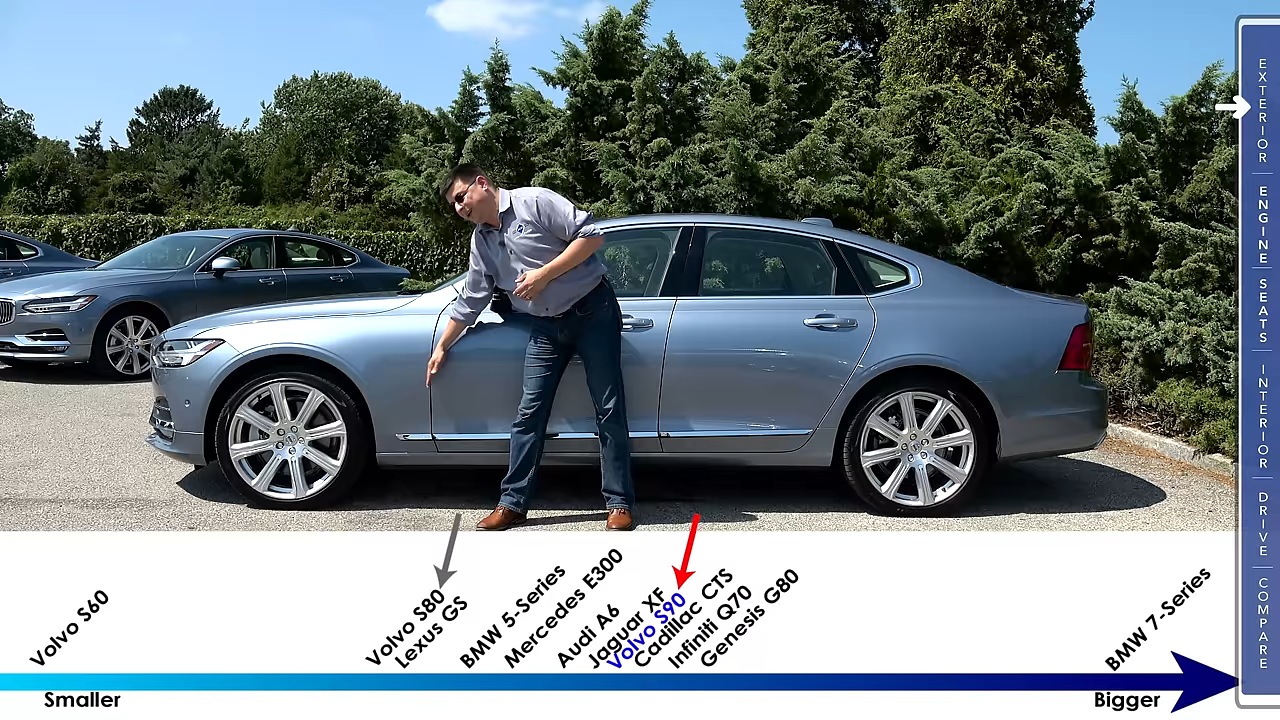 Volvo S60
Volvo S80
Lexus GS
BMW 5-Series
Mercedes E300
Audi A6
Jaguar XF
Volvo S90
Cadillac CTS
Infiniti Q70
Genesis G80
BMW 7-Series
Smaller
Bigger
EXTERIOR
ENGINE
SEATS
INTERIOR
DRIVE
COMPARE